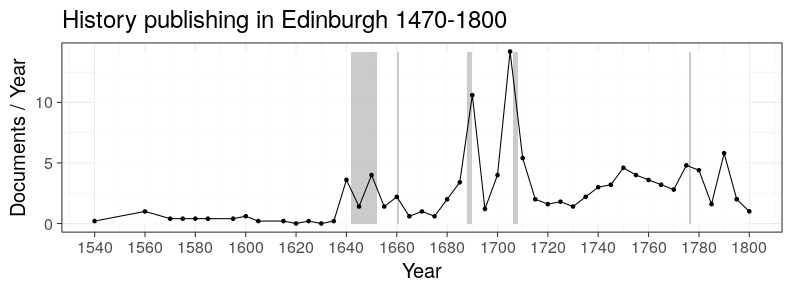 History publishing in Edinburgh 1470-1800
Documents / Year
10
5
0
1540 1560 1580 1600 1620 1640 1660 1680 1700 1720 1740 1760 1780 1800
Year